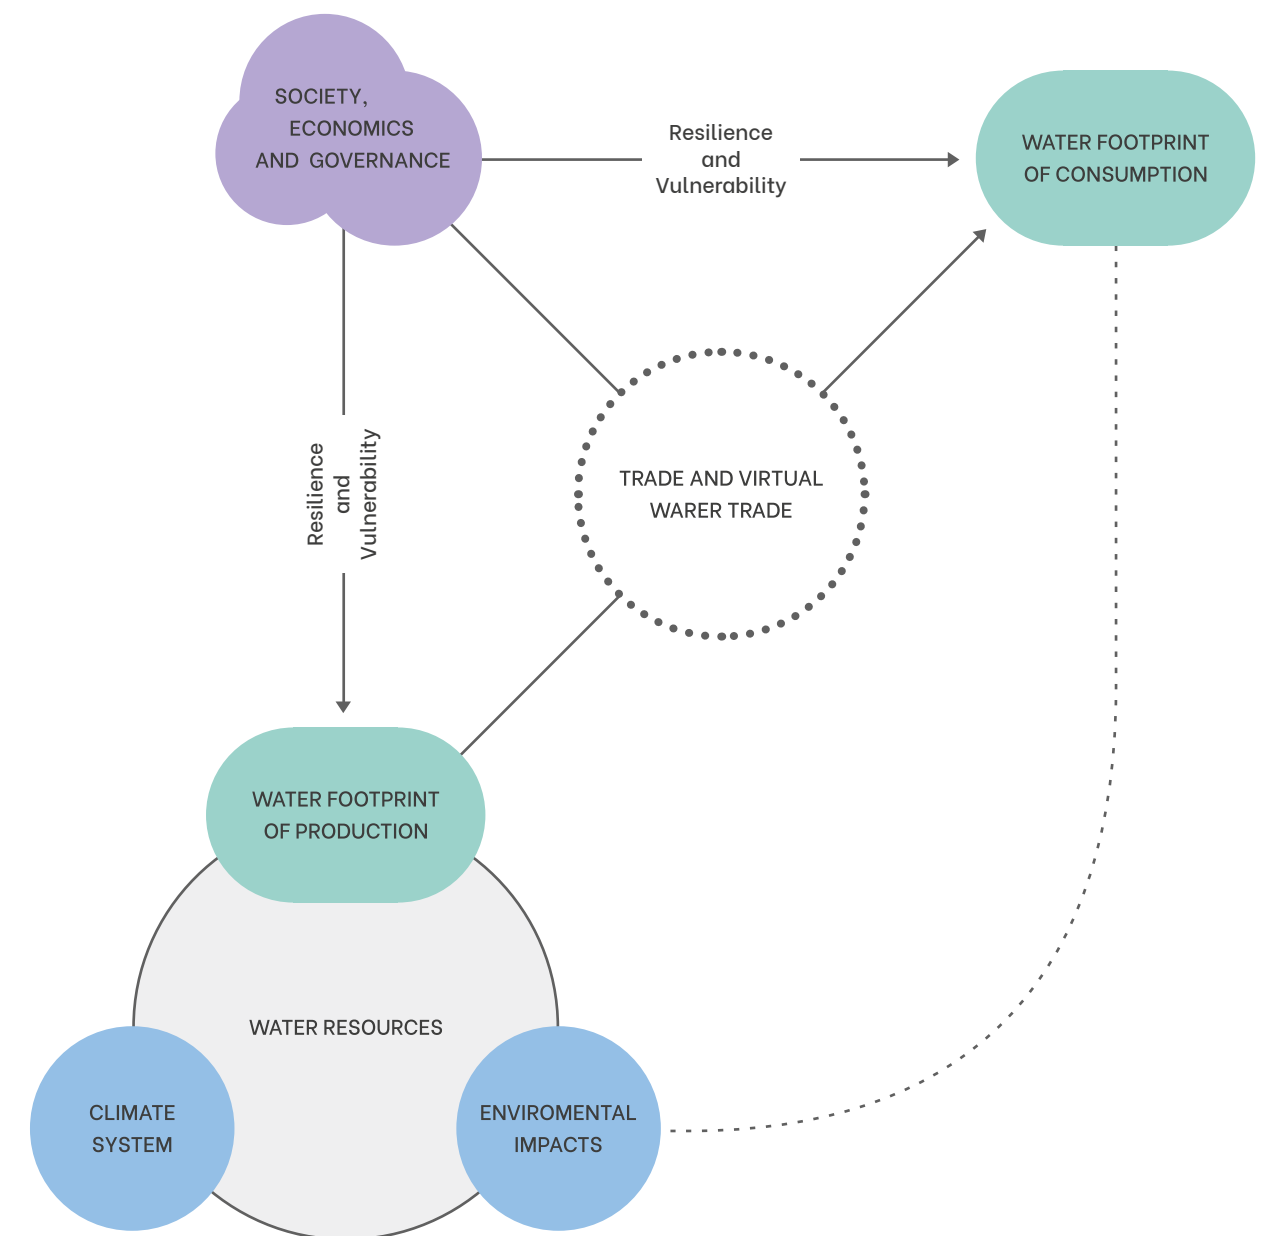 SOCIETY,
ECONOMICS
AND GOVERNANCE
Resilience
and
Vulnerability
WATER FOOTPRINT
OF CONSUMPTION
Resilience
and
Vulnerability
TRADE AND VIRTUAL
WARER TRADE
WATER FOOTPRINT
OF PRODUCTION
WATER RESOURCES
CLIMATE
SYSTEM
ENVIROMENTAL
IMPACTS